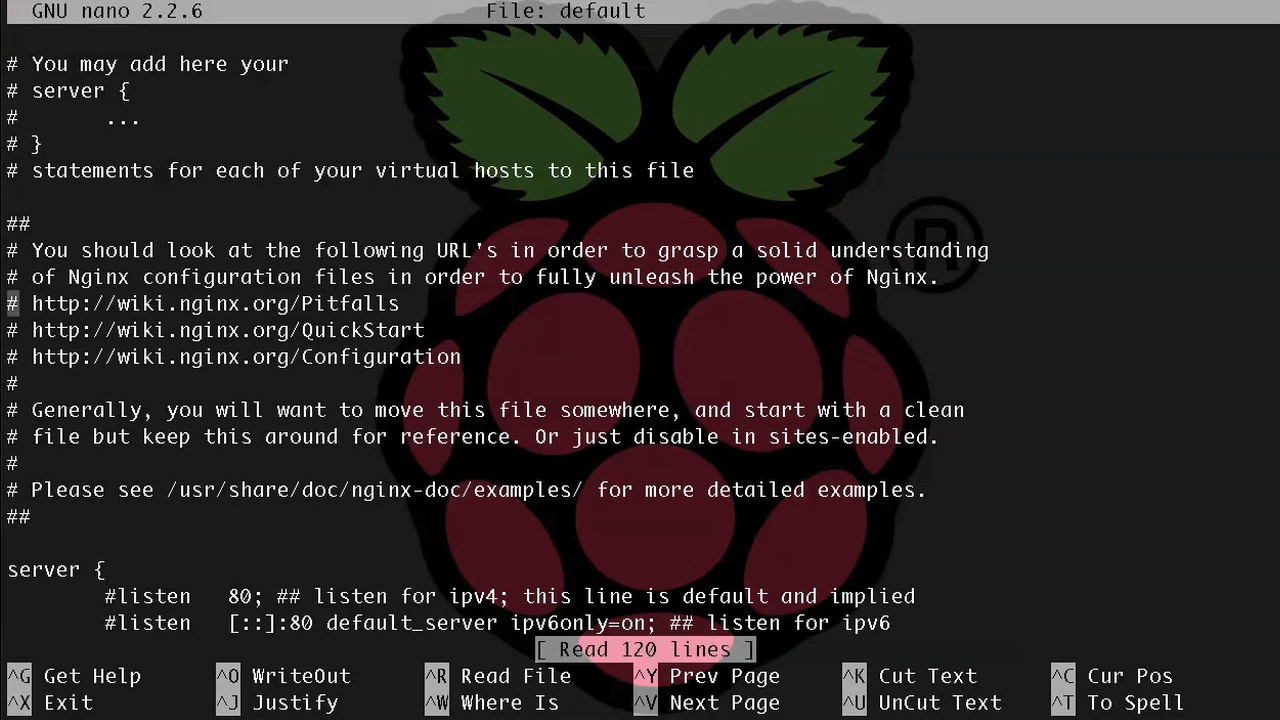 GNU nano 2.2.6 File: default
# You may add here your
# server {
# ...
# }
# statements for each of your virtual hosts to this file
##
# You should look at the following URL's in order to grasp a solid understanding
# of Nginx configuration files in order to fully unleash the power of Nginx.
# http://wiki.nginx.org/Pitfalls
# http://wiki.nginx.org/QuickStart
# http://wiki.nginx.org/Configuration
#
# Generally, you will want to move this file somewhere, and start with a clean
# file but keep this around for reference. Or just disable in sites-enabled.
#
# Please see /usr/share/doc/nginx-doc/examples/ for more detailed examples.
##
server {
#listen 80; ## listen for ipv4; this line is default and implied
#listen [::]:80 default_server ipv6only=on; ## listen for ipv6
[ Read 120 lines ]
^G Get Help ^O WriteOut ^R Read File ^Y Prev Page ^K Cut Text ^C Cur Pos
^X Exit ^J Justify ^W Where Is ^V Next Page ^U UnCut Text ^T To Spell
®